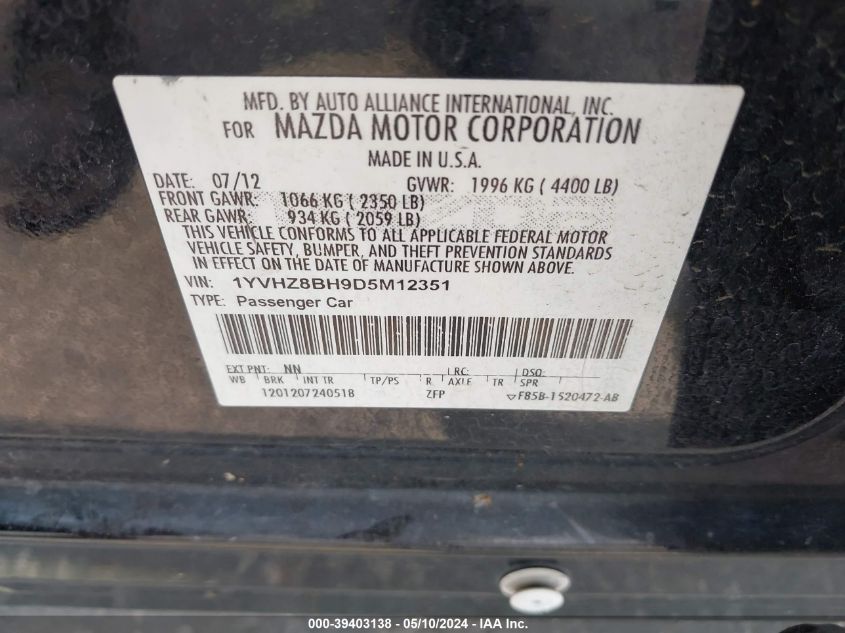 MFD. BY AUTO ALLIANCE INTERNATIONAL, INC.
FOR MAZDA MOTOR CORPORATION
MADE IN U.S.A.
DATE: 07/12 GVWR: 1996 KG ( 4400 LB)
FRONT GAWR: 1066 KG ( 2350 LB)
REAR GAWR: 934 KG ( 2059 LB)
THIS VEHICLE CONFORMS TO ALL APPLICABLE FEDERAL MOTOR
VEHICLE SAFETY, BUMPER, AND THEFT PREVENTION STANDARDS
IN EFFECT ON THE DATE OF MANUFACTURE SHOWN ABOVE.
VIN: 1YVHZ8BH9D5M12351
TYPE: Passenger Car
EXT PNT: NN RC: DSO:
WB BRK INT TR TP/PS R AXLE TR SPR
120120724051B ZFP F85B-1520472-AB
000-39403138 - 05/10/2024 - IAA Inc.